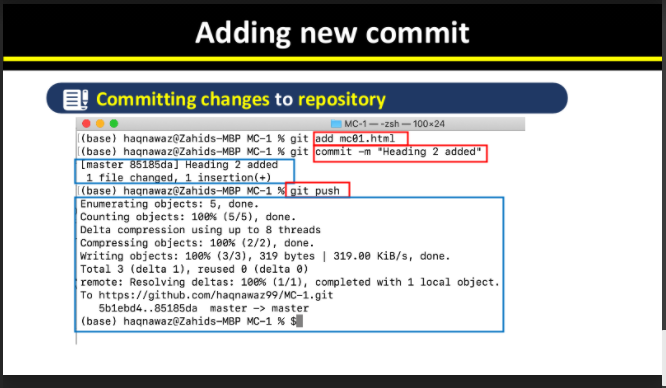 Adding new commit
Committing changes to repository
MC-1 — -zsh — 100×24
(base) haqnawaz@Zahids-MBP MC-1 % git add mc01.html
(base) haqnawaz@Zahids-MBP MC-1 % git commit -m "Heading 2 added"
[master 85185da] Heading 2 added
1 file changed, 1 insertion(+)
(base) haqnawaz@Zahids-MBP MC-1 % git push
Enumerating objects: 5, done.
Counting objects: 100% (5/5), done.
Delta compression using up to 8 threads
Compressing objects: 100% (2/2), done.
Writing objects: 100% (3/3), 319 bytes | 319.00 KiB/s, done.
Total 3 (delta 1), reused 0 (delta 0)
remote: Resolving deltas: 100% (1/1), completed with 1 local object.
To https://github.com/haqnawaz99/MC-1.git
5b1ebd4..85185da master -> master
(base) haqnawaz@Zahids-MBP MC-1 % $